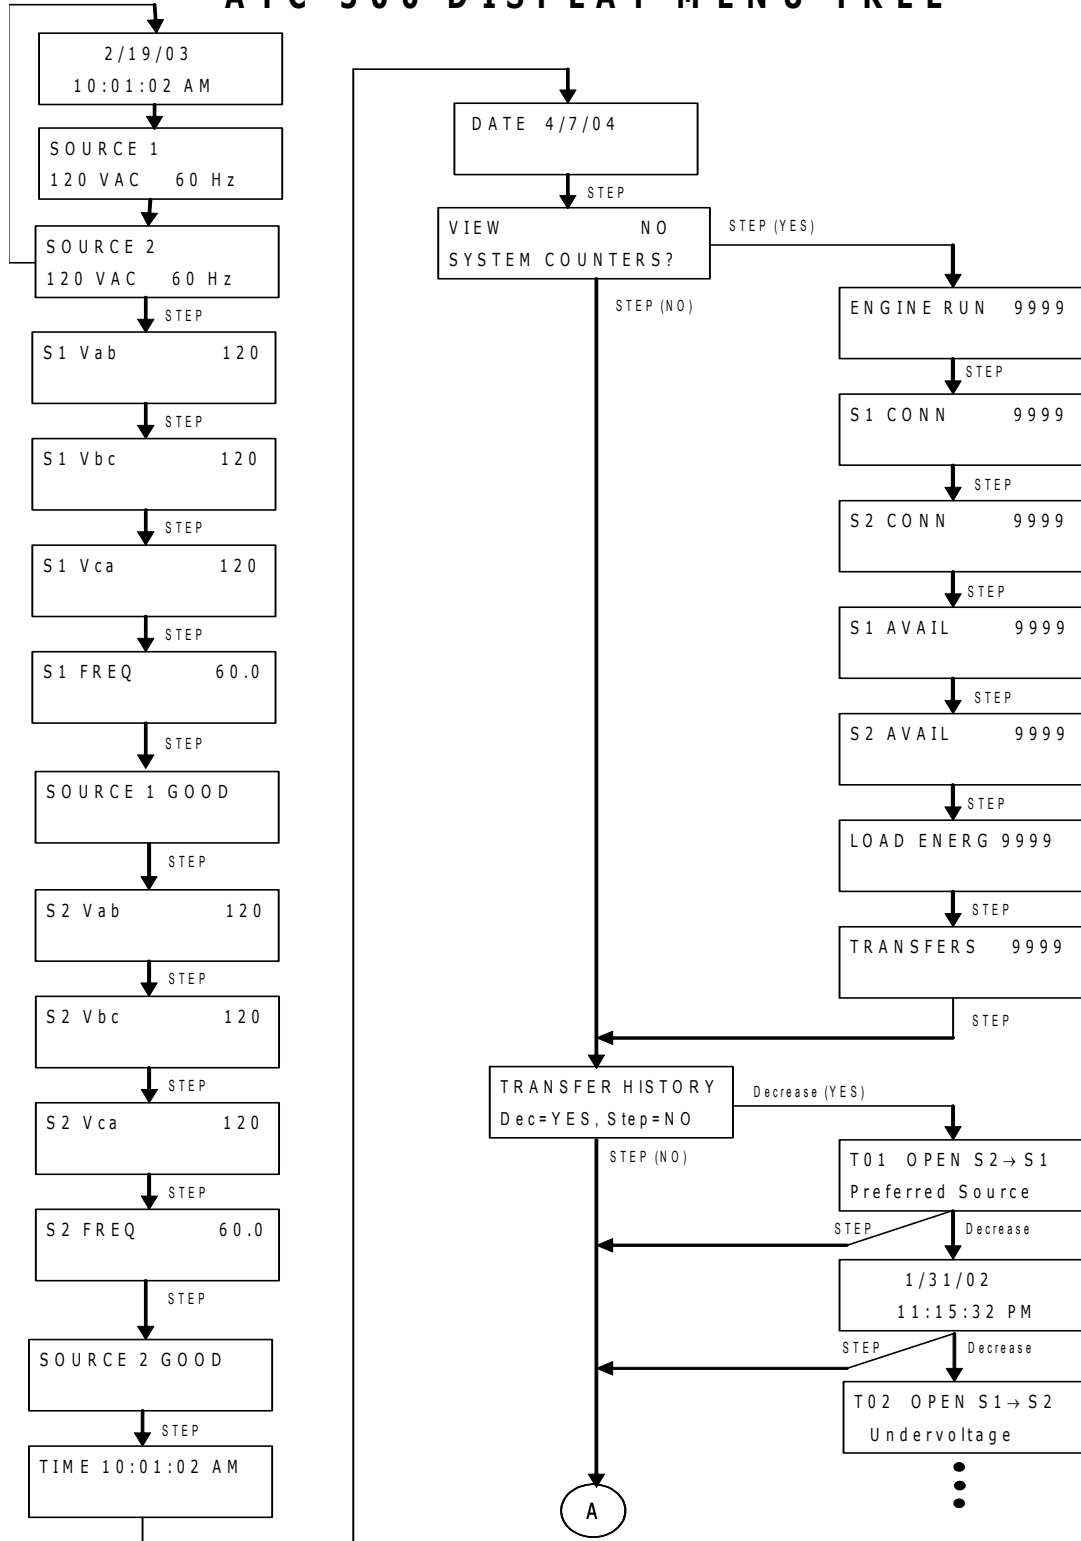 2/19/03
10:01:02 AM
SOURCE 1
120 VAC 60 Hz
SOURCE 2
120 VAC 60 Hz
STEP
S1 Vab 120
STEP
S1 Vbc 120
STEP
S1 Vca 120
STEP
S1 FREQ 60.0
STEP
SOURCE 1 GOOD
STEP
S2 Vab 120
STEP
S2 Vbc 120
STEP
S2 Vca 120
STEP
S2 FREQ 60.0
STEP
SOURCE 2 GOOD
STEP
TIME 10:01:02 AM
DATE 4/7/04
STEP
VIEW NO
SYSTEM COUNTERS?
STEP (YES)
STEP (NO)
ENGINE RUN 9999
STEP
S1 CONN 9999
STEP
S2 CONN 9999
STEP
S1 AVAIL 9999
STEP
S2 AVAIL 9999
STEP
LOAD ENERG 9999
STEP
TRANSFERS 9999
STEP
TRANSFER HISTORY
Dec=YES, Step=NO
Decrease (YES)
STEP (NO)
T01 OPEN S2→S1
Preferred Source
STEP
Decrease
1/31/02
11:15:32 PM
STEP
Decrease
T02 OPEN S1→S2
Undervoltage
A